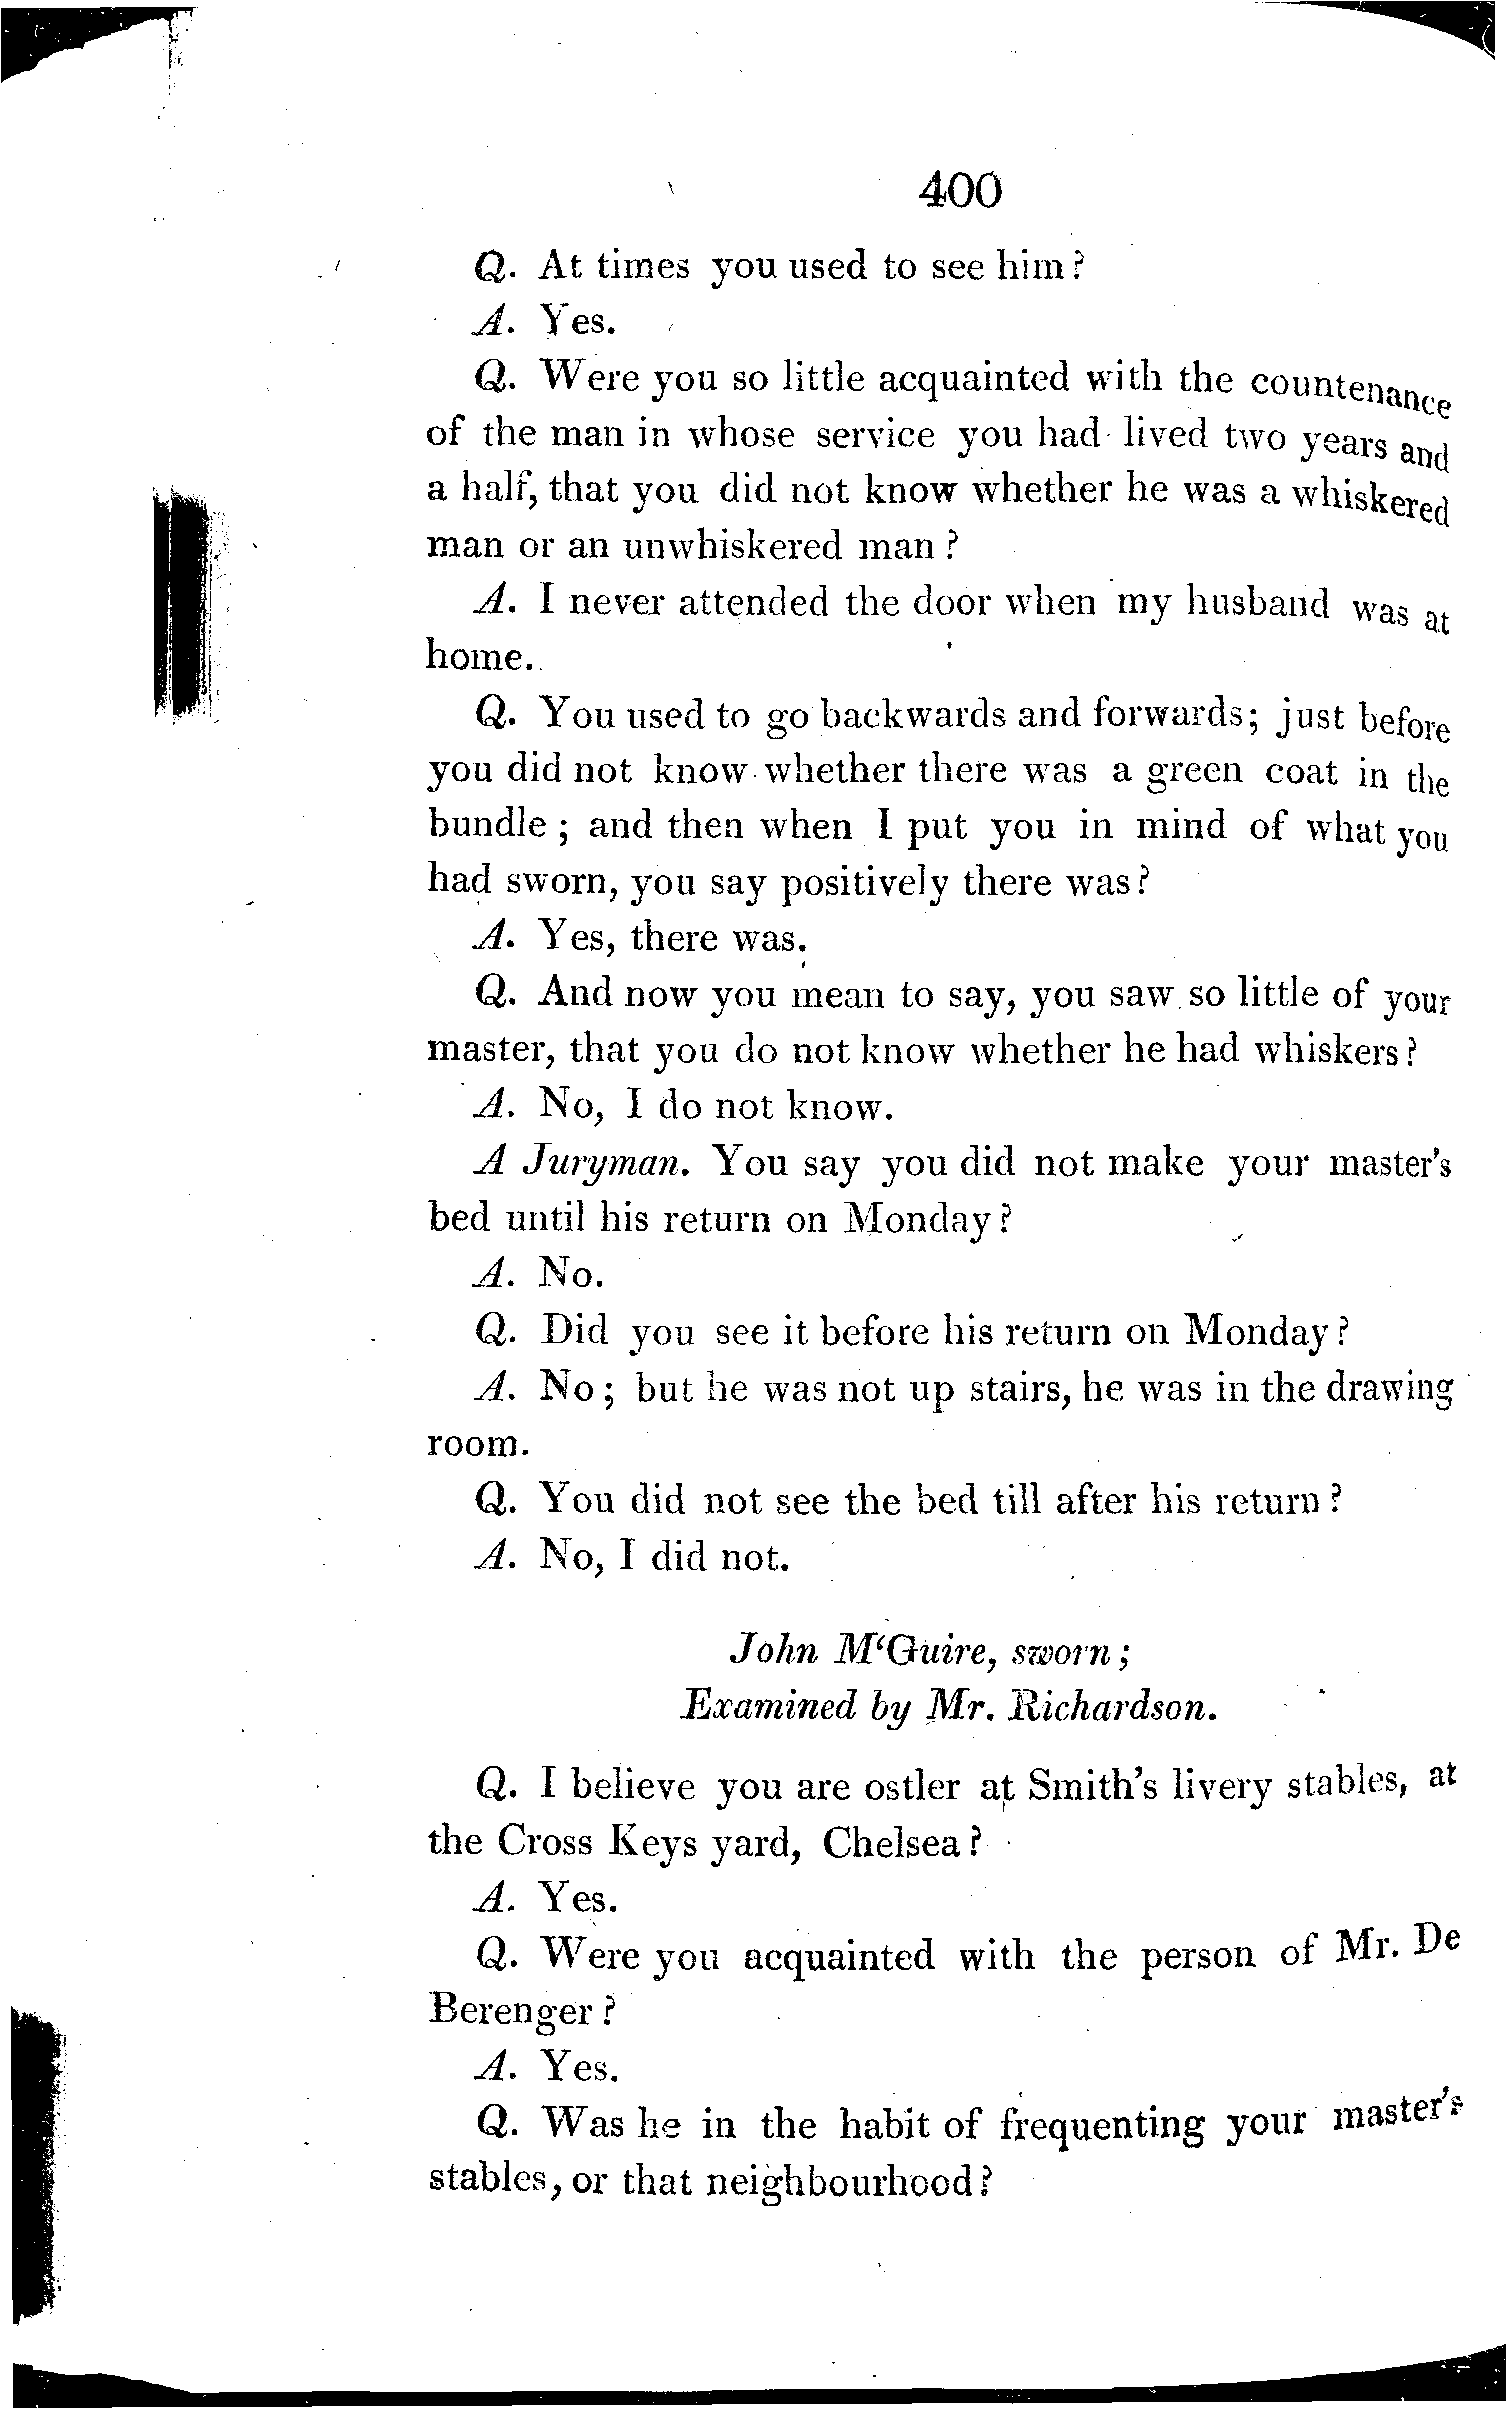 400
Q. At times you used to see him?
A. Yes.
Q. Were you so little acquainted with the countenance
of the man in whose service you had lived two years and
a half, that you did not know whether he was a whiskered
man or an unwhiskered man ?
A. I never attended the door when my husband was at
home.
Q. You used to go backwards and forwards; just before
you did not know whether there was a green coat in the
bundle ; and then when I put you in mind of what you
had sworn, you say positively there was?
A. Yes, there was.
Q. And now you mean to say, you saw so little of your
master, that you do not know whether he had whiskers?
A. No, I do not know.
A Juryman. You say you did not make your master's
bed until his return on Monday?
A. No.
Q. Did you see it before his return on Monday?
A. No; but he was not up stairs, he was in the drawing
room.
Q. You did not see the bed till after his return?
A. No, I did not.
John M‘Guire, sworn;
Examined by Mr. Richardson.
Q. I believe you are ostler at Smith's livery stables, at
the Cross Keys yard, Chelsea?
A. Yes.
Q. Were you acquainted with the person of Mr. De
Berenger?
A. Yes.
Q. Was he in the habit of frequenting your master's
stables, or that neighbourhood?